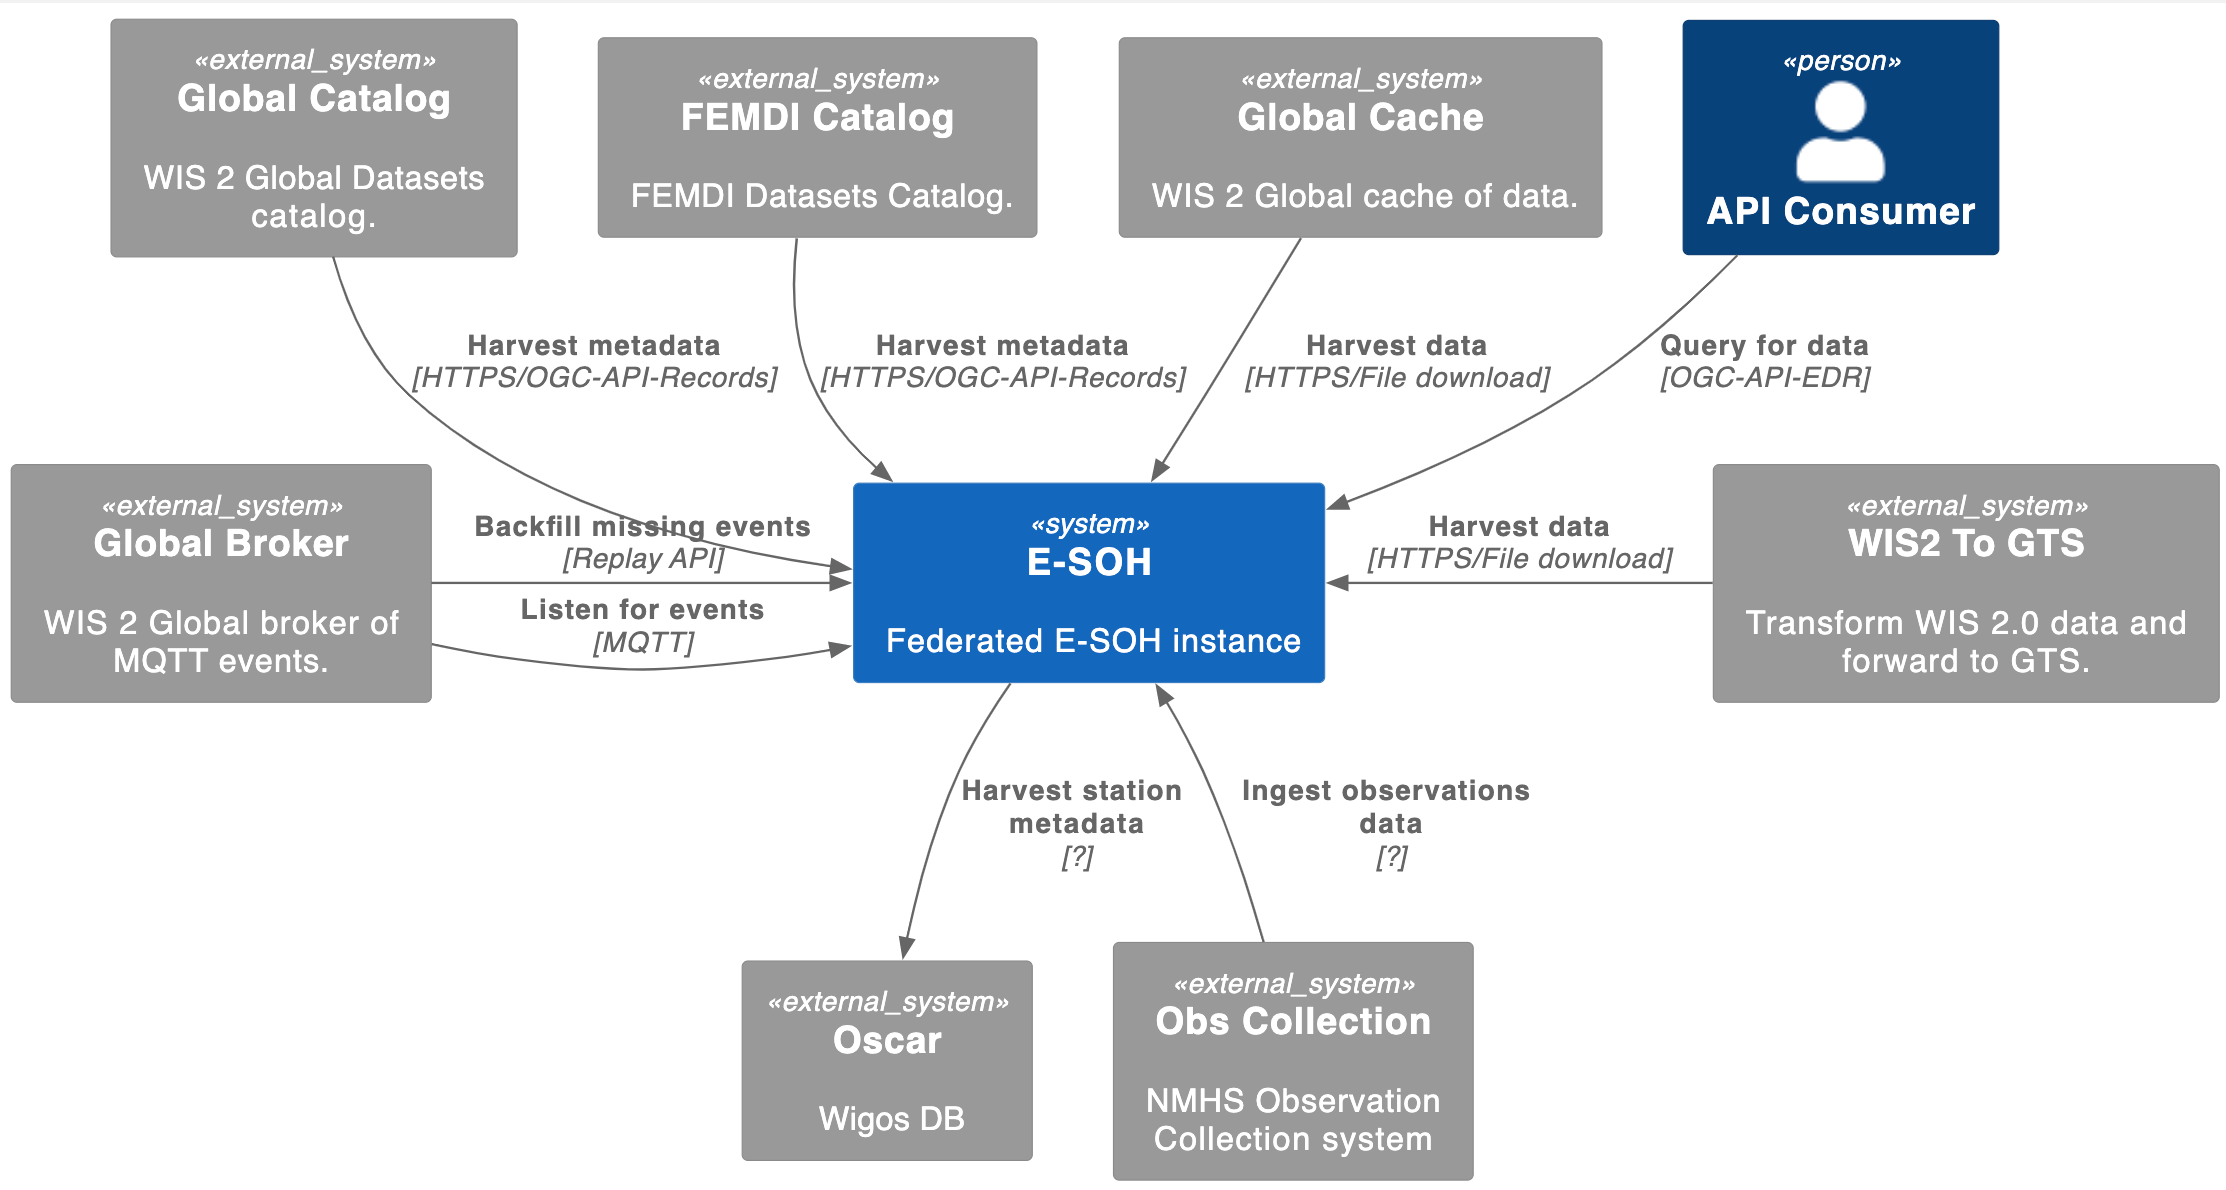 «external_system»
Global Catalog
WIS 2 Global Datasets
catalog.
«external_system»
FEMDI Catalog
FEMDI Datasets Catalog.
«external_system»
Global Cache
WIS 2 Global cache of data.
«person»
API Consumer
Harvest metadata
[HTTPS/OGC-API-Records]
Harvest metadata
[HTTPS/OGC-API-Records]
Harvest data
[HTTPS/File download]
Query for data
[OGC-API-EDR]
«external_system»
Global Broker
WIS 2 Global broker of
MQTT events.
Backfill missing events
[Replay API]
Listen for events
[MQTT]
«system»
E-SOH
Federated E-SOH instance
Harvest data
[HTTPS/File download]
«external_system»
WIS2 To GTS
Transform WIS 2.0 data and
forward to GTS.
Harvest station
metadata
[?]
Ingest observations
data
[?]
«external_system»
Oscar
Wigos DB
«external_system»
Obs Collection
NMHS Observation
Collection system